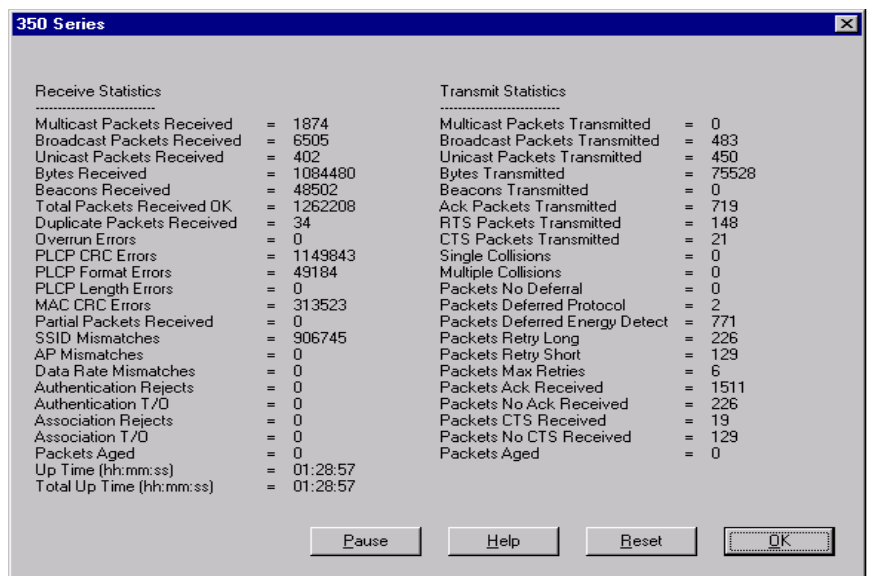 350 Series
Receive Statistics
---------------------------
Multicast Packets Received = 1874
Broadcast Packets Received = 6505
Unicast Packets Received = 402
Bytes Received = 1084480
Beacons Received = 48502
Total Packets Received OK = 1262208
Duplicate Packets Received = 34
Overrun Errors = 0
PLCP CRC Errors = 1149843
PLCP Format Errors = 49184
PLCP Length Errors = 0
MAC CRC Errors = 313523
Partial Packets Received = 0
SSID Mismatches = 906745
AP Mismatches = 0
Data Rate Mismatches = 0
Authentication Rejects = 0
Authentication T/O = 0
Association Rejects = 0
Association T/O = 0
Packets Aged = 0
Up Time (hh:mm:ss) = 01:28:57
Total Up Time (hh:mm:ss) = 01:28:57
Transmit Statistics
---------------------------
Multicast Packets Transmitted = 0
Broadcast Packets Transmitted = 483
Unicast Packets Transmitted = 450
Bytes Transmitted = 75528
Beacons Transmitted = 0
Ack Packets Transmitted = 719
RTS Packets Transmitted = 148
CTS Packets Transmitted = 21
Single Collisions = 0
Multiple Collisions = 0
Packets No Deferral = 0
Packets Deferred Protocol = 2
Packets Deferred Energy Detect = 771
Packets Retry Long = 226
Packets Retry Short = 129
Packets Max Retries = 6
Packets Ack Received = 1511
Packets No Ack Received = 226
Packets CTS Received = 19
Packets No CTS Received = 129
Packets Aged = 0
Pause Help Reset OK